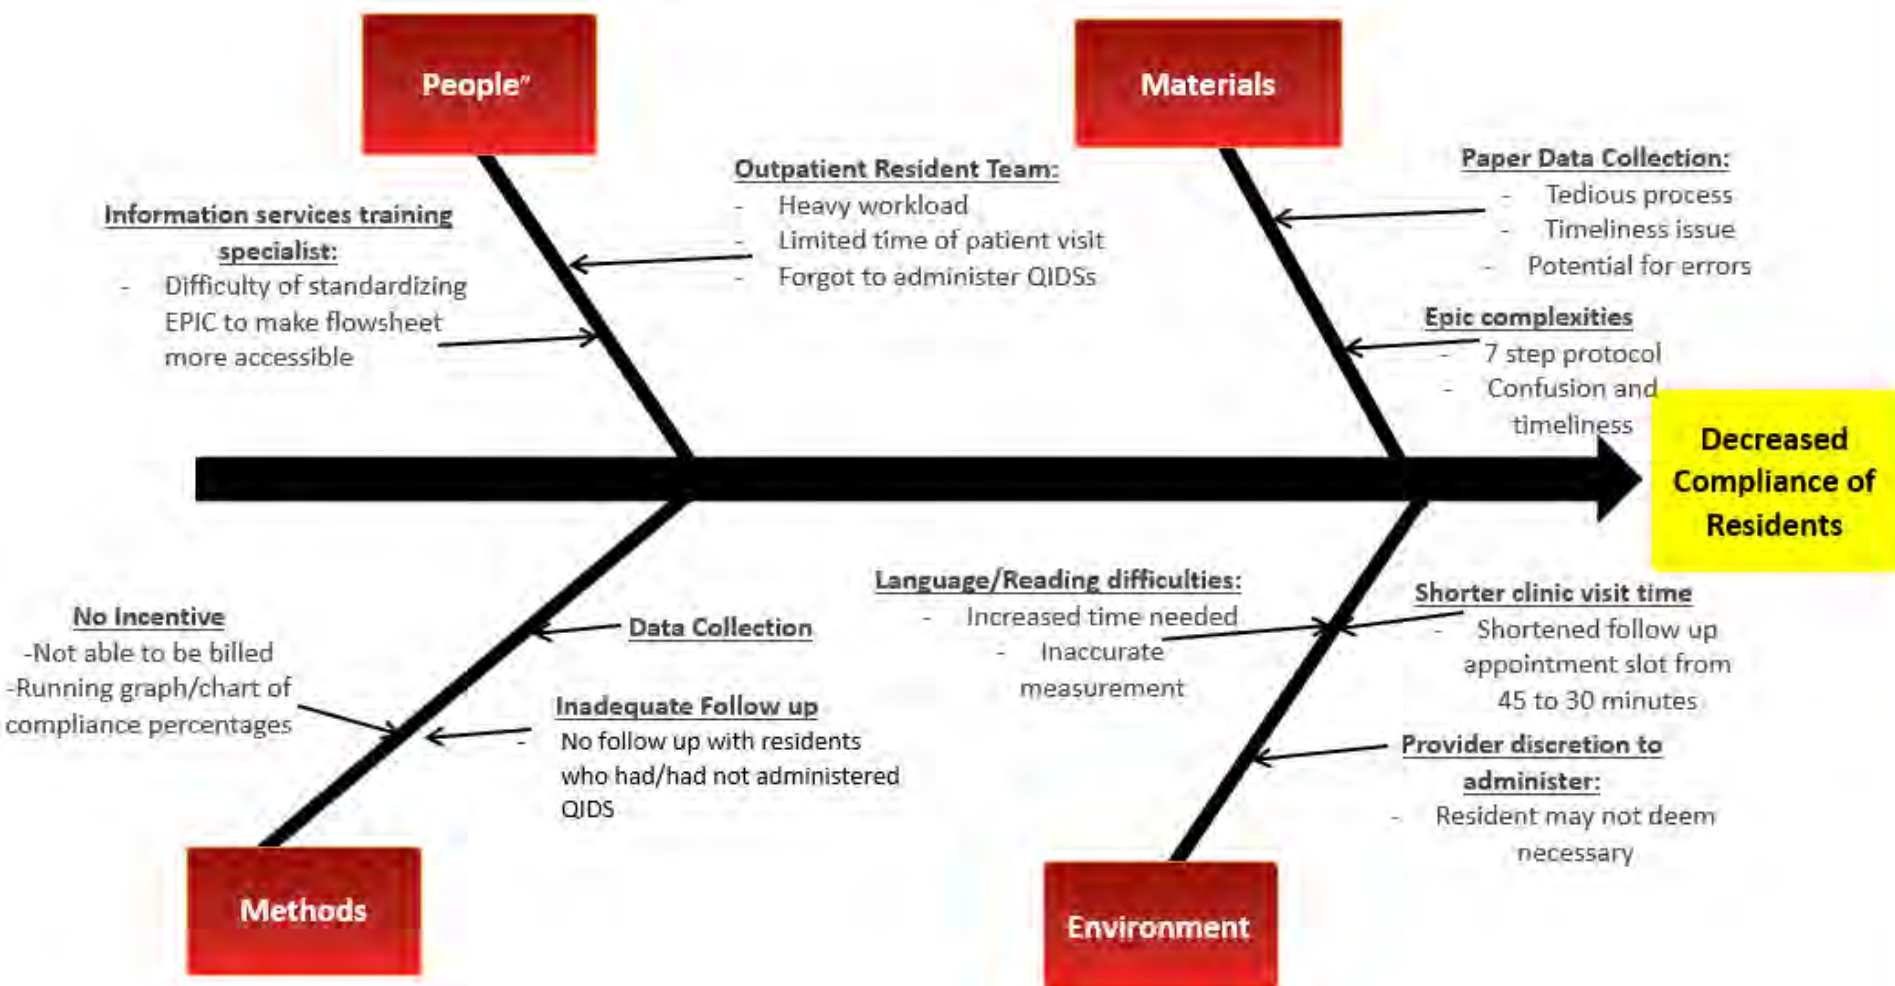 People"
Materials
Information services training
specialist:
- Difficulty of standardizing
EPIC to make flowsheet
more accessible
Outpatient Resident Team:
- Heavy workload
- Limited time of patient visit
- Forgot to administer QIDSs
Paper Data Collection:
- Tedious process
- Timeliness issue
- Potential for errors
Epic complexities
- 7 step protocol
- Confusion and
timeliness
Decreased
Compliance of
Residents
No Incentive
-Not able to be billed
-Running graph/chart of
compliance percentages
Data Collection
Inadequate Follow up
- No follow up with residents
who had/had not administered
QIDS
Language/Reading difficulties:
- Increased time needed
- Inaccurate
measurement
Shorter clinic visit time
- Shortened follow up
appointment slot from
45 to 30 minutes
Provider discretion to
administer:
- Resident may not deem
necessary
Methods
Environment